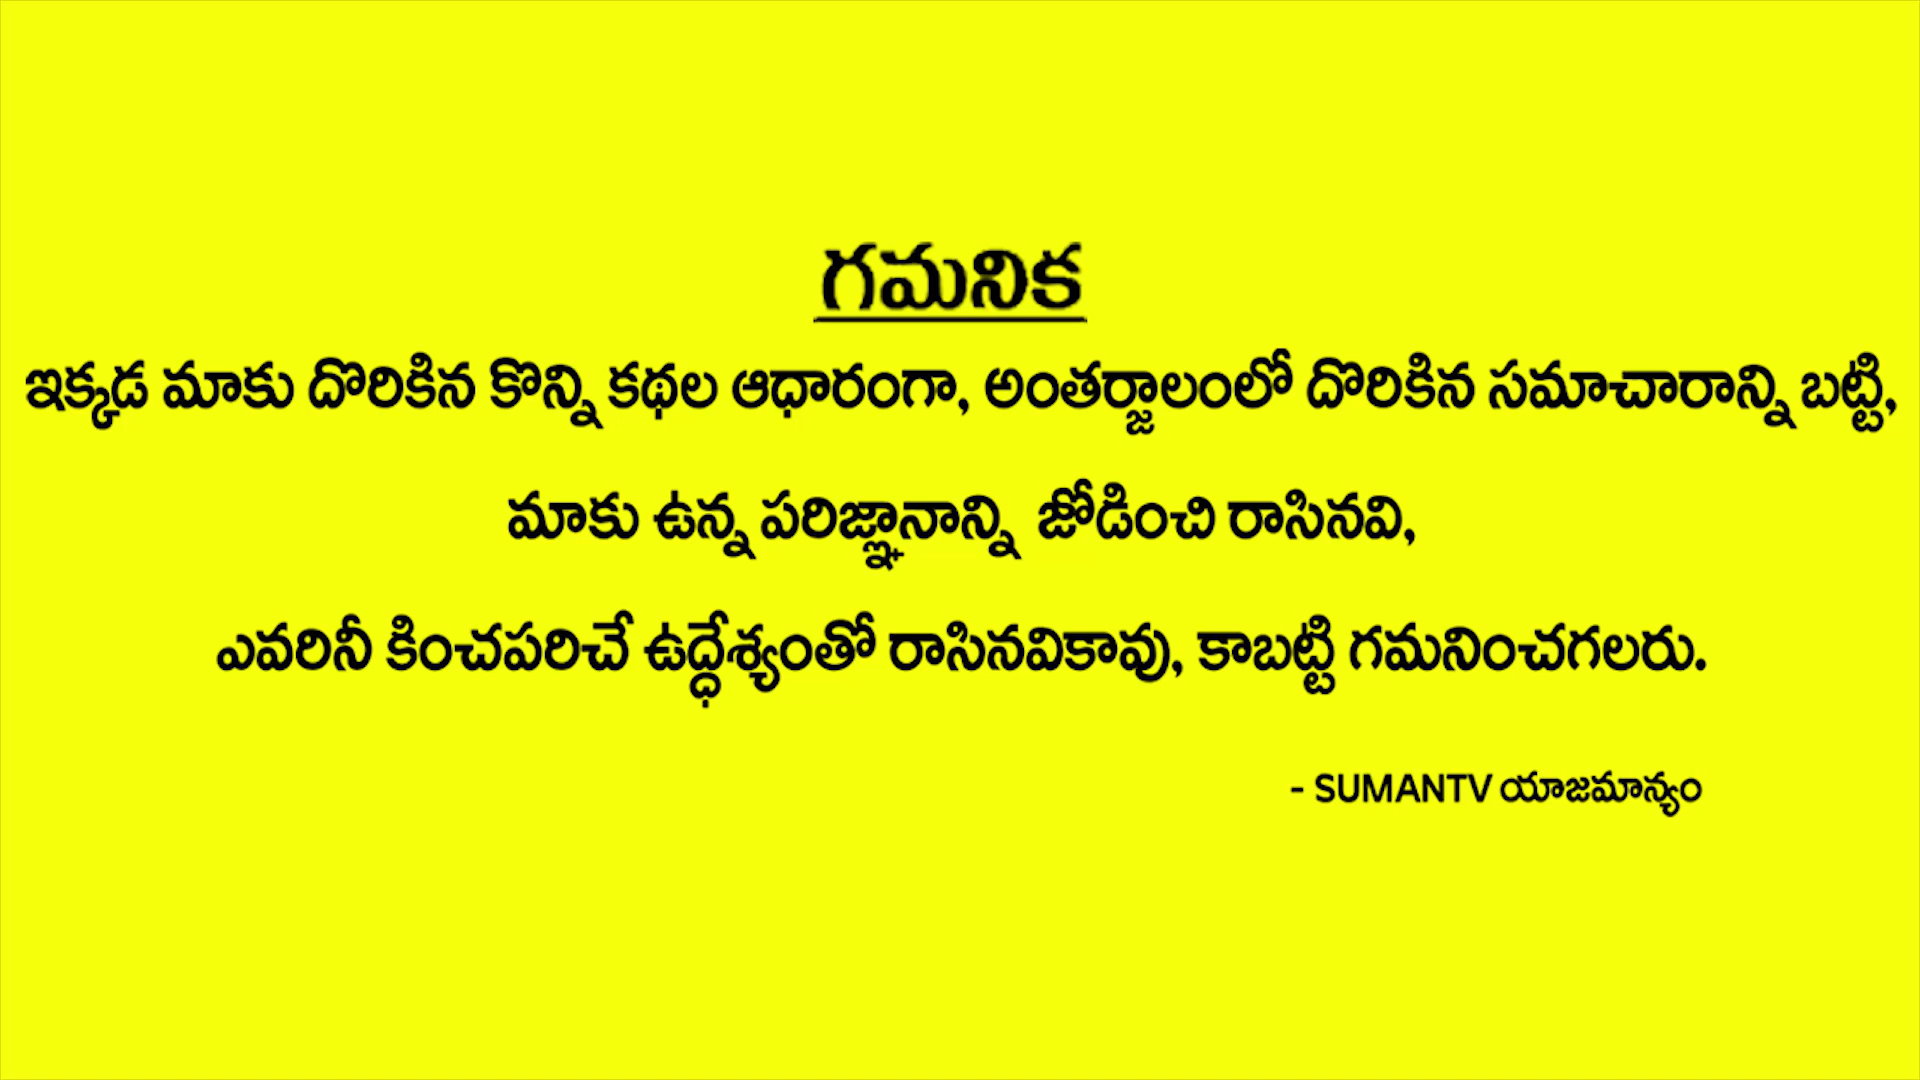 గమనిక
ఇక్కడ మాకు దొరికిన కొన్ని కథల ఆధారంగా, అంతర్జాలంలో దొరికిన సమాచారాన్ని బట్టి,
మాకు ఉన్న పరిజ్ఞానాన్ని జోడించి రాసినవి,
ఎవరినీ కించపరిచే ఉద్ధేశ్యంతో రాసినవికావు, కాబట్టి గమనించగలరు.
- SUMANTV యాజమాన్యం